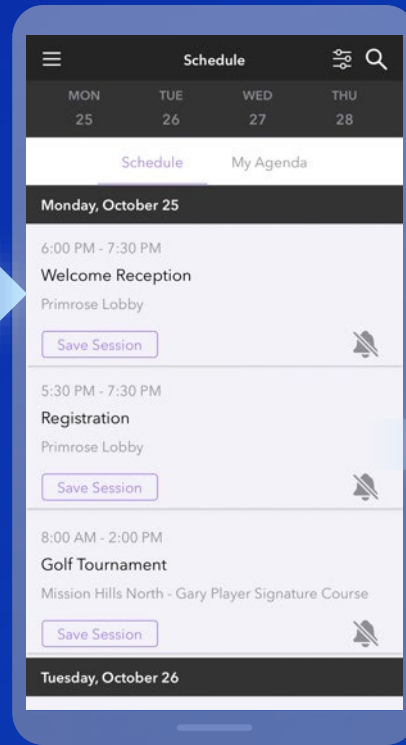 Schedule
MON TUE WED THU
25 26 27 28
Schedule My Agenda
Monday, October 25
6:00 PM - 7:30 PM
Welcome Reception
Primrose Lobby
Save Session
5:30 PM - 7:30 PM
Registration
Primrose Lobby
Save Session
8:00 AM - 2:00 PM
Golf Tournament
Mission Hills North - Gary Player Signature Course
Save Session
Tuesday, October 26